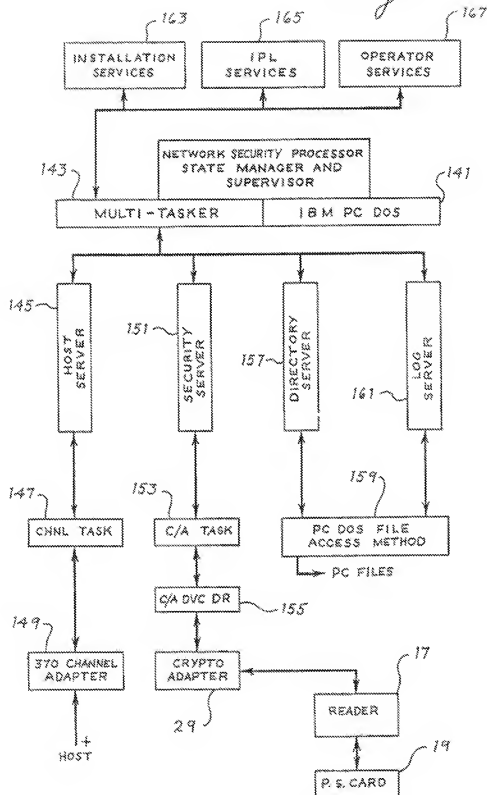 163
165
167
INSTALLATION
SERVICES
IPL
SERVICES
OPERATOR
SERVICES
NETWORK SECURITY PROCESSOR
STATE MANAGER AND
SUPERVISOR
143
141
MULTI-TASKER
IBM PC DOS
145
HOST
SERVER
151
SECURITY
SERVER
157
DIRECTORY
SERVER
161
LOG
SERVER
147
CHNL TASK
153
C/A TASK
159
PC DOS FILE
ACCESS METHOD
PC FILES
C/A DVC DR
155
149
370 CHANNEL
ADAPTER
CRYPTO
ADAPTER
29
17
READER
+
HOST
19
P.S. CARD